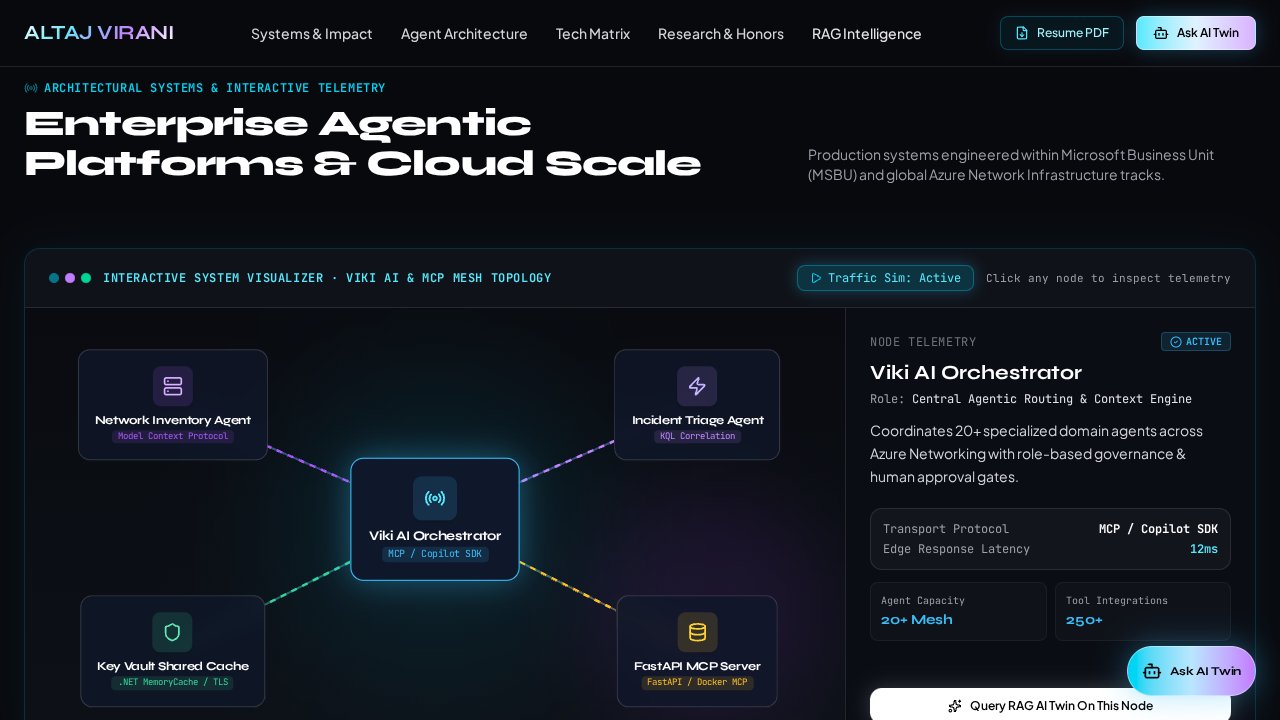 ALTAJ VIRANI
Systems & Impact
Agent Architecture
Tech Matrix
Research & Honors
RAG Intelligence
Resume PDF
Ask AI Twin
ARCHITECTURAL SYSTEMS & INTERACTIVE TELEMETRY
Enterprise Agentic
Platforms & Cloud Scale
Production systems engineered within Microsoft Business Unit
(MSBU) and global Azure Network Infrastructure tracks.
INTERACTIVE SYSTEM VISUALIZER · VIKI AI & MCP MESH TOPOLOGY
Traffic Sim: Active
Click any node to inspect telemetry
Network Inventory Agent
Model Context Protocol
Incident Triage Agent
KQL Correlation
Viki AI Orchestrator
MCP / Copilot SDK
Key Vault Shared Cache
.NET MemoryCache / TLS
FastAPI MCP Server
FastAPI / Docker MCP
NODE TELEMETRY
ACTIVE
Viki AI Orchestrator
Role: Central Agentic Routing & Context Engine
Coordinates 20+ specialized domain agents across
Azure Networking with role-based governance &
human approval gates.
Transport Protocol
MCP / Copilot SDK
Edge Response Latency
12ms
Agent Capacity
20+ Mesh
Tool Integrations
250+
Ask AI Twin
Query RAG AI Twin On This Node